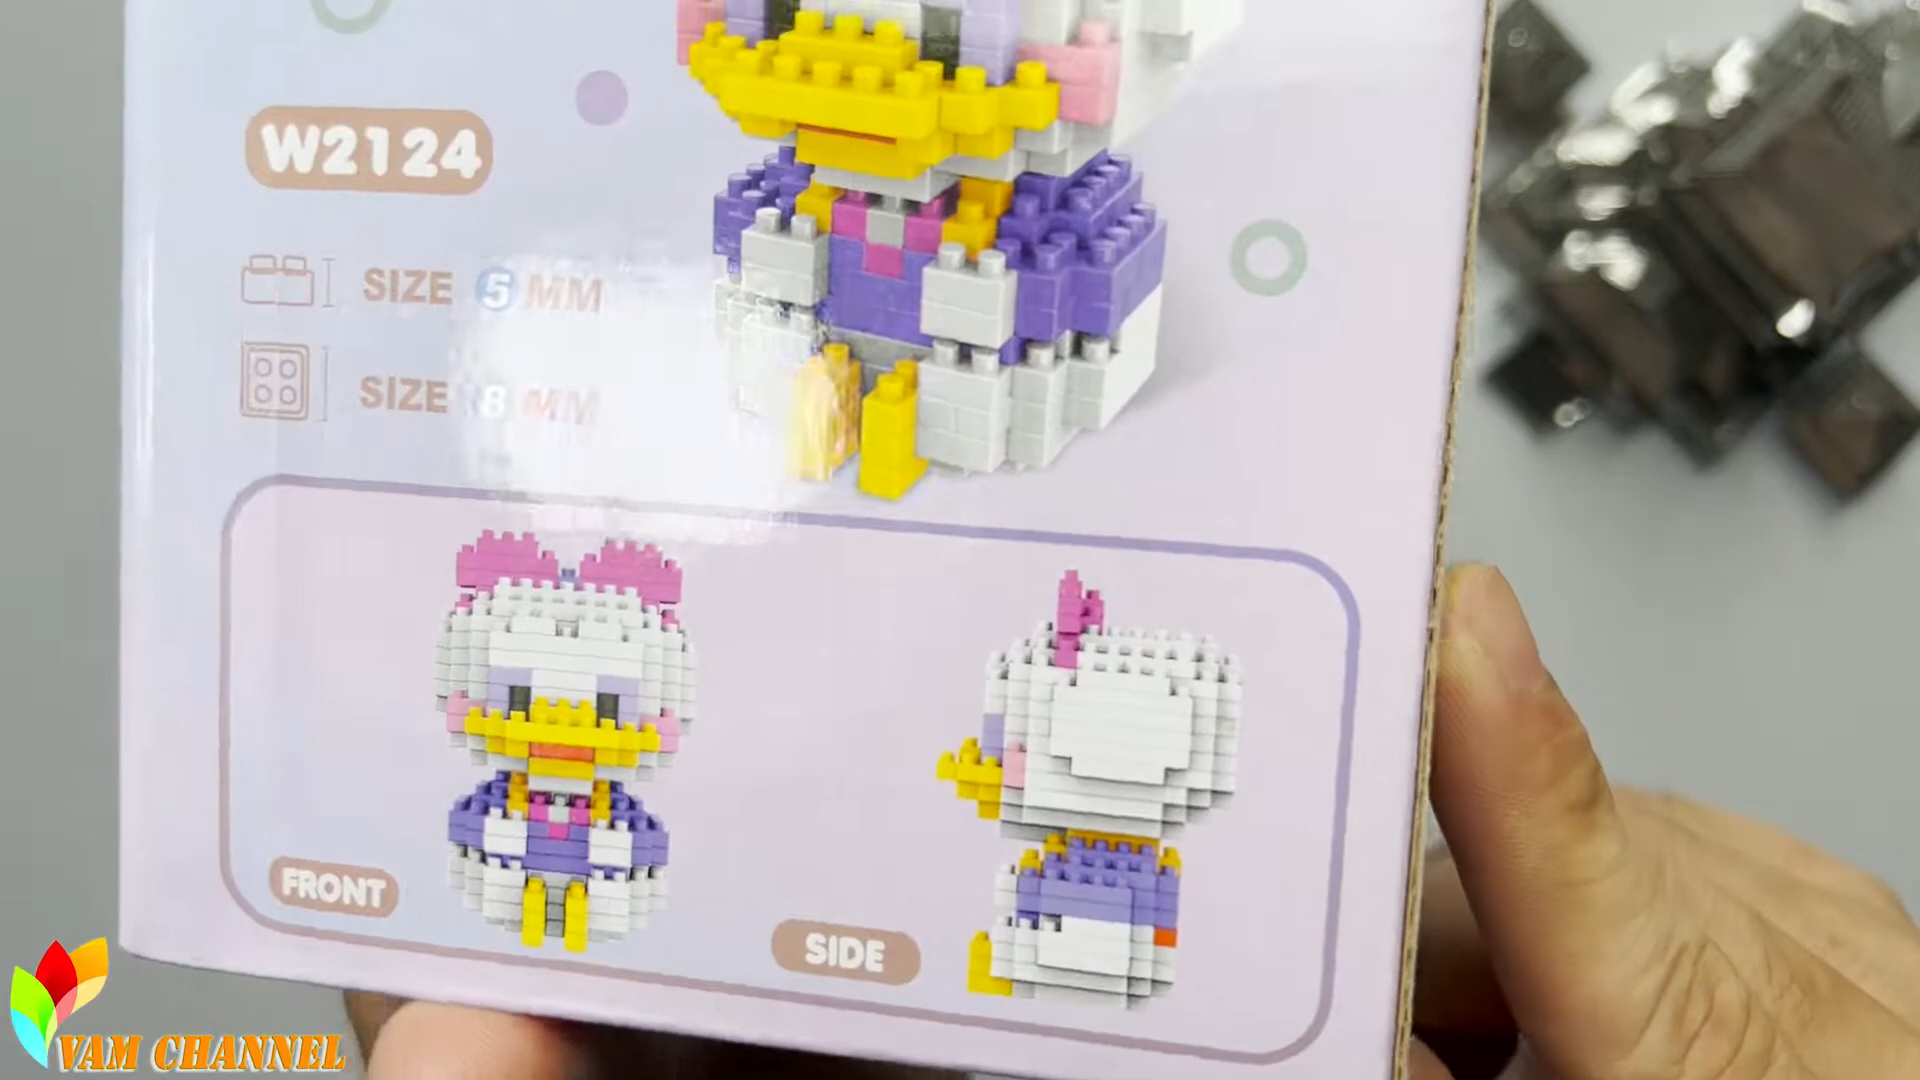 W2124
SIZE 5 MM
SIZE 8 MM
FRONT
SIDE
VAM CHANNEL